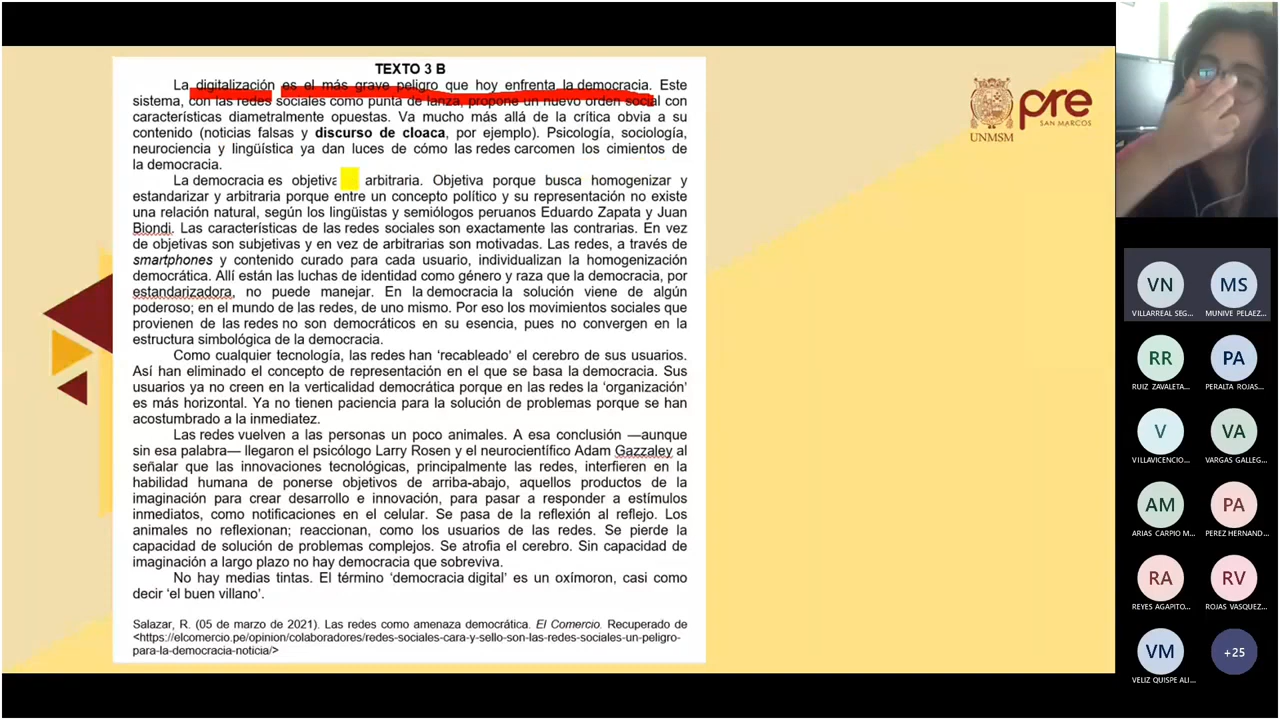 TEXTO 3 B
La digitalización es el más grave peligro que hoy enfrenta la democracia. Este
sistema, con las redes sociales como punta de lanza, propone un nuevo orden social con
características diametralmente opuestas. Va mucho más allá de la crítica obvia a su
contenido (noticias falsas y discurso de cloaca, por ejemplo). Psicología, sociología,
neurociencia y lingüística ya dan luces de cómo las redes carcomen los cimientos de
la democracia.
La democracia es objetiva arbitraria. Objetiva porque busca homogenizar y
estandarizar y arbitraria porque entre un concepto político y su representación no existe
una relación natural, según los lingüistas y semiólogos peruanos Eduardo Zapata y Juan
Biondi. Las características de las redes sociales son exactamente las contrarias. En vez
de objetivas son subjetivas y en vez de arbitrarias son motivadas. Las redes, a través de
smartphones y contenido curado para cada usuario, individualizan la homogenización
democrática. Allí están las luchas de identidad como género y raza que la democracia, por
estandarizadora, no puede manejar. En la democracia la solución viene de algún
poderoso; en el mundo de las redes, de uno mismo. Por eso los movimientos sociales que
provienen de las redes no son democráticos en su esencia, pues no convergen en la
estructura simbológica de la democracia.
Como cualquier tecnología, las redes han ‘recableado’ el cerebro de sus usuarios.
Así han eliminado el concepto de representación en el que se basa la democracia. Sus
usuarios ya no creen en la verticalidad democrática porque en las redes la ‘organización’
es más horizontal. Ya no tienen paciencia para la solución de problemas porque se han
acostumbrado a la inmediatez.
Las redes vuelven a las personas un poco animales. A esa conclusión —aunque
sin esa palabra— llegaron el psicólogo Larry Rosen y el neurocientífico Adam Gazzaley al
señalar que las innovaciones tecnológicas, principalmente las redes, interfieren en la
habilidad humana de ponerse objetivos de arriba-abajo, aquellos productos de la
imaginación para crear desarrollo e innovación, para pasar a responder a estímulos
inmediatos, como notificaciones en el celular. Se pasa de la reflexión al reflejo. Los
animales no reflexionan; reaccionan, como los usuarios de las redes. Se pierde la
capacidad de solución de problemas complejos. Se atrofia el cerebro. Sin capacidad de
imaginación a largo plazo no hay democracia que sobreviva.
No hay medias tintas. El término ‘democracia digital’ es un oxímoron, casi como
decir ‘el buen villano’.
Salazar, R. (05 de marzo de 2021). Las redes como amenaza democrática. El Comercio. Recuperado de
<https://elcomercio.pe/opinion/colaboradores/redes-sociales-cara-y-sello-son-las-redes-sociales-un-peligro-
para-la-democracia-noticia/>
UNMSM
pre
SAN MARCOS
VN
VILLARREAL SEG...
MS
MUNIVE PELAEZ...
RR
RUIZ ZAVALETA...
PA
PERALTA ROJAS...
V
VILLAVICENCIO...
VA
VARGAS GALLEG...
AM
ARIAS CARPIO M...
PA
PEREZ HERNAND...
RA
REYES AGAPITO...
RV
ROJAS VASQUEZ...
VM
VELIZ QUISPE ALI...
+25